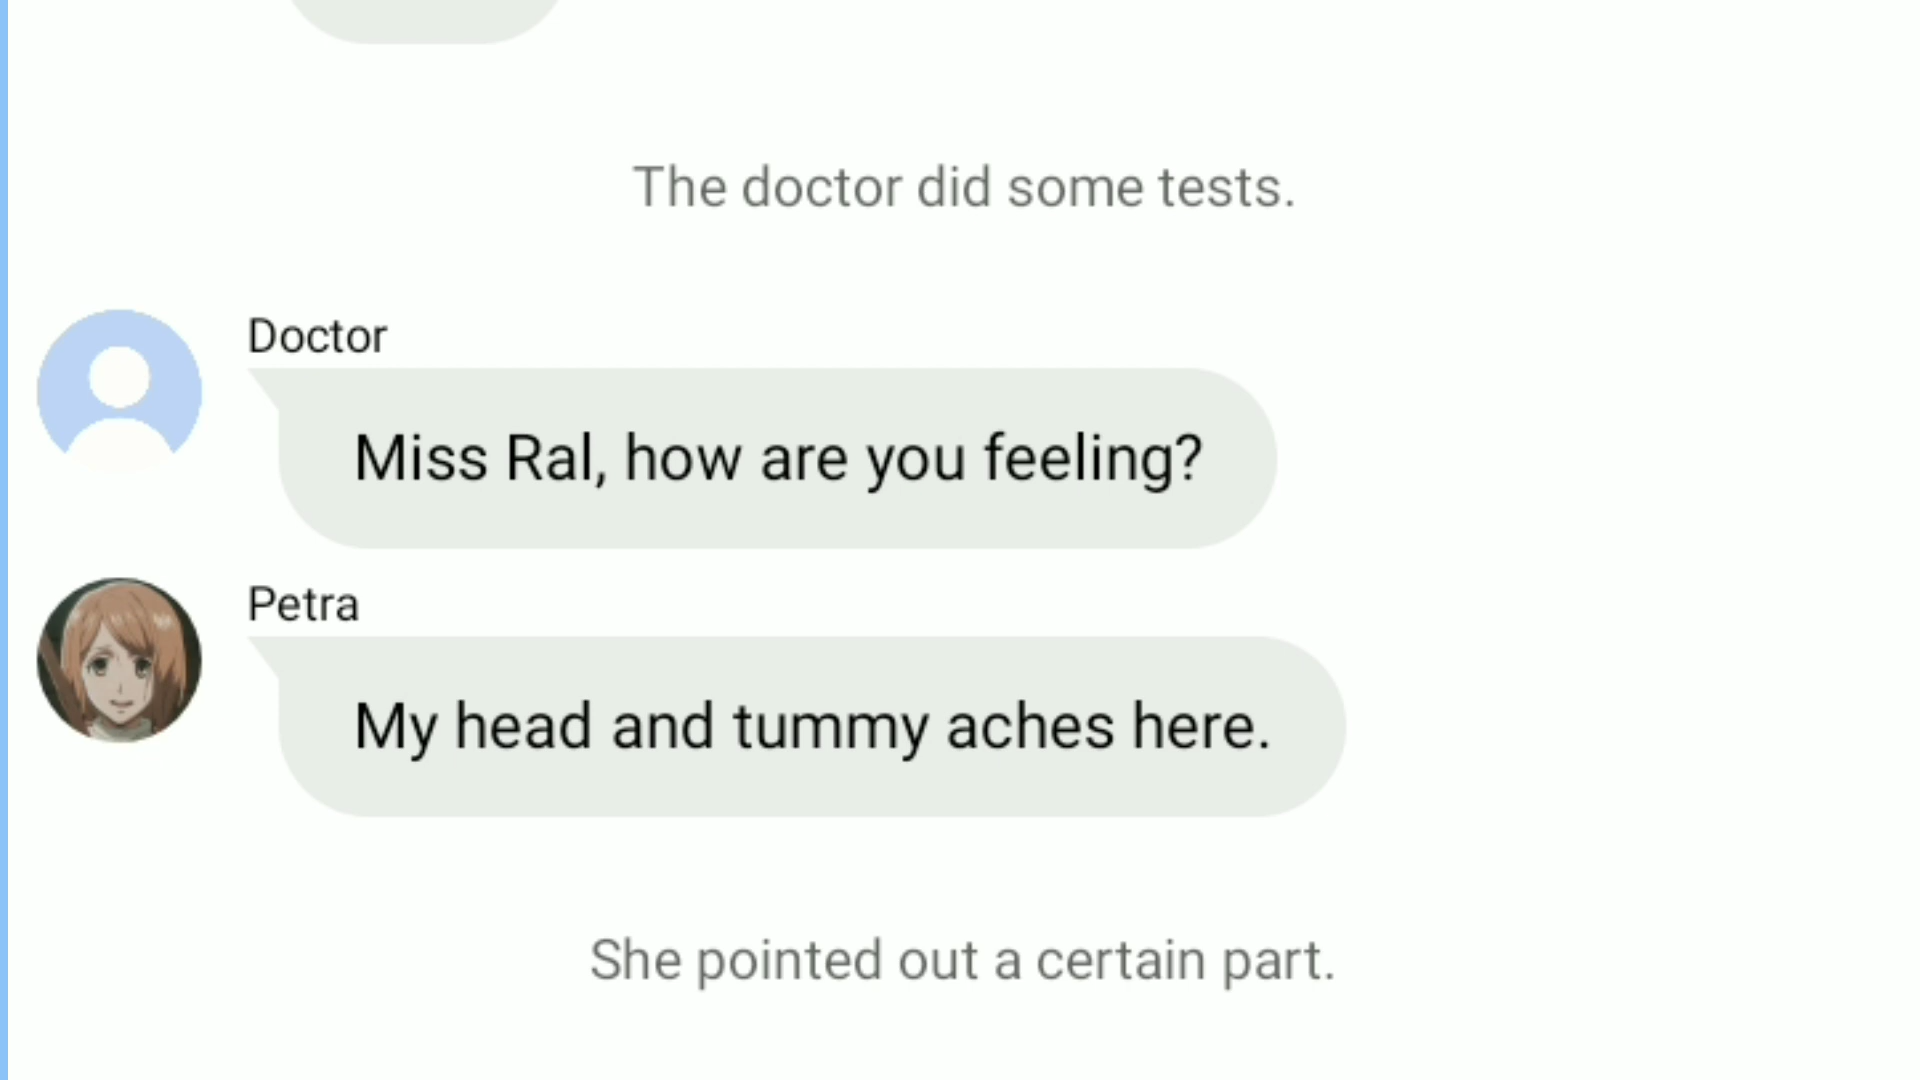 The doctor did some tests.
Doctor
Miss Ral, how are you feeling?
Petra
My head and tummy aches here.
She pointed out a certain part.